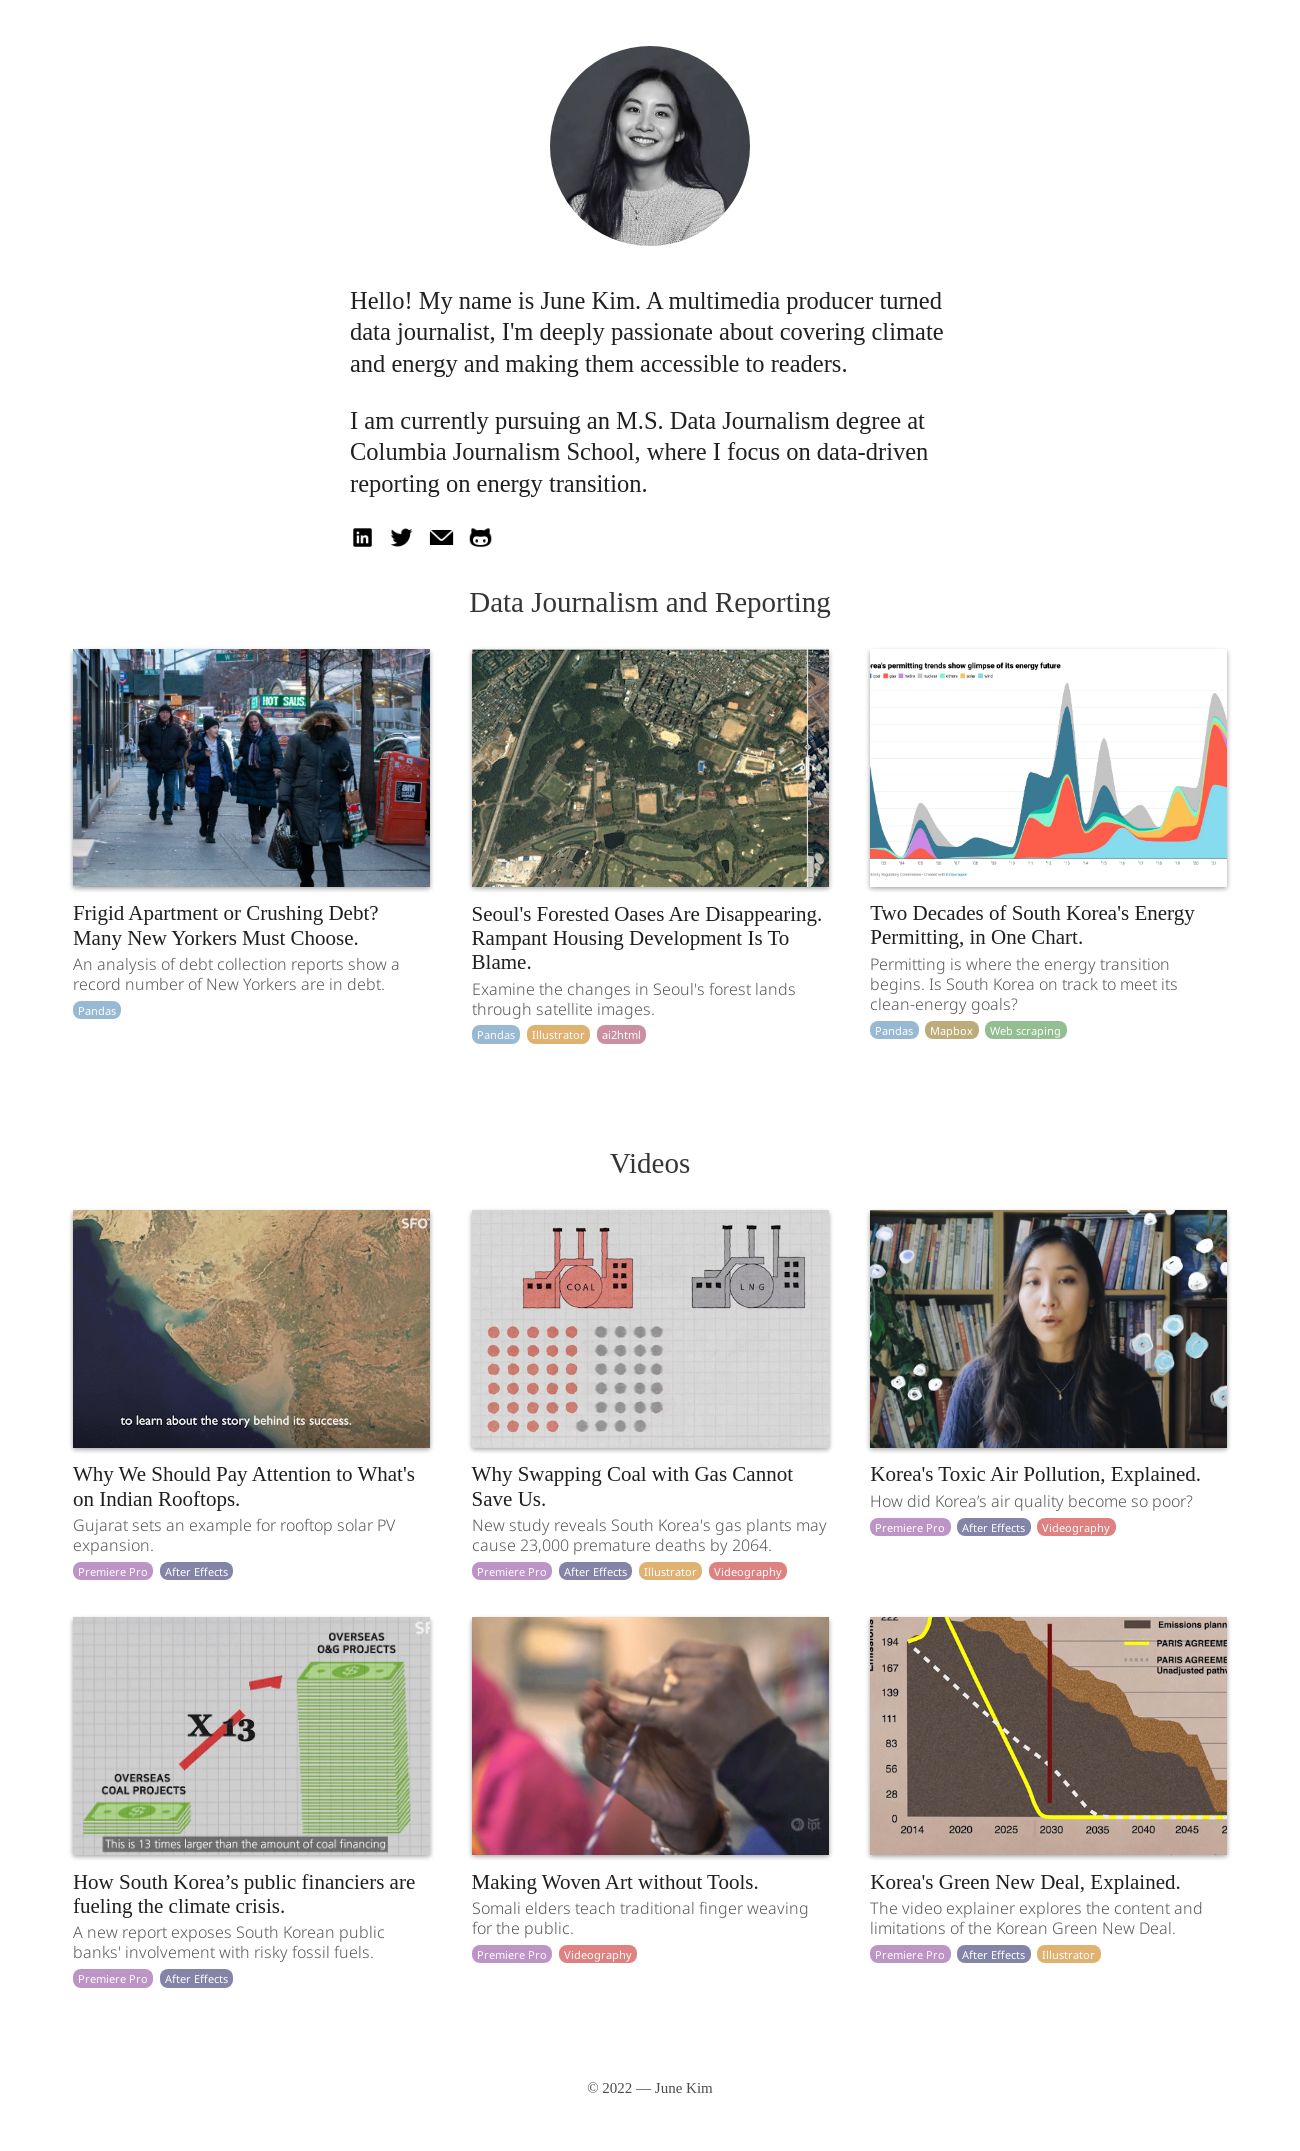 Hello! My name is June Kim. A multimedia producer turned
data journalist, I'm deeply passionate about covering climate
and energy and making them accessible to readers.
I am currently pursuing an M.S. Data Journalism degree at
Columbia Journalism School, where I focus on data-driven
reporting on energy transition.
in
Data Journalism and Reporting
HOT SAUS
rea's permitting trends show glimpse of its energy future
coal gas hydro nuclear others solar wind
Frigid Apartment or Crushing Debt?
Many New Yorkers Must Choose.
An analysis of debt collection reports show a
record number of New Yorkers are in debt.
Pandas
Seoul's Forested Oases Are Disappearing.
Rampant Housing Development Is To
Blame.
Examine the changes in Seoul's forest lands
through satellite images.
Pandas Illustrator ai2html
Two Decades of South Korea's Energy
Permitting, in One Chart.
Permitting is where the energy transition
begins. Is South Korea on track to meet its
clean-energy goals?
Pandas Mapbox Web scraping
Videos
SFO
to learn about the story behind its success.
COAL
LNG
Why We Should Pay Attention to What's
on Indian Rooftops.
Gujarat sets an example for rooftop solar PV
expansion.
Premiere Pro After Effects
Why Swapping Coal with Gas Cannot
Save Us.
New study reveals South Korea's gas plants may
cause 23,000 premature deaths by 2064.
Premiere Pro After Effects Illustrator Videography
Korea's Toxic Air Pollution, Explained.
How did Korea’s air quality become so poor?
Premiere Pro After Effects Videography
OVERSEAS
O&G PROJECTS
X 13
OVERSEAS
COAL PROJECTS
This is 13 times larger than the amount of coal financing
tpt
Emissions
222
194
167
139
111
83
56
28
0
2014 2020 2025 2030 2035 2040 2045 2
Emissions plann
PARIS AGREEME
PARIS AGREEME
Unadjusted pathw
How South Korea’s public financiers are
fueling the climate crisis.
A new report exposes South Korean public
banks' involvement with risky fossil fuels.
Premiere Pro After Effects
Making Woven Art without Tools.
Somali elders teach traditional finger weaving
for the public.
Premiere Pro Videography
Korea's Green New Deal, Explained.
The video explainer explores the content and
limitations of the Korean Green New Deal.
Premiere Pro After Effects Illustrator
© 2022 — June Kim